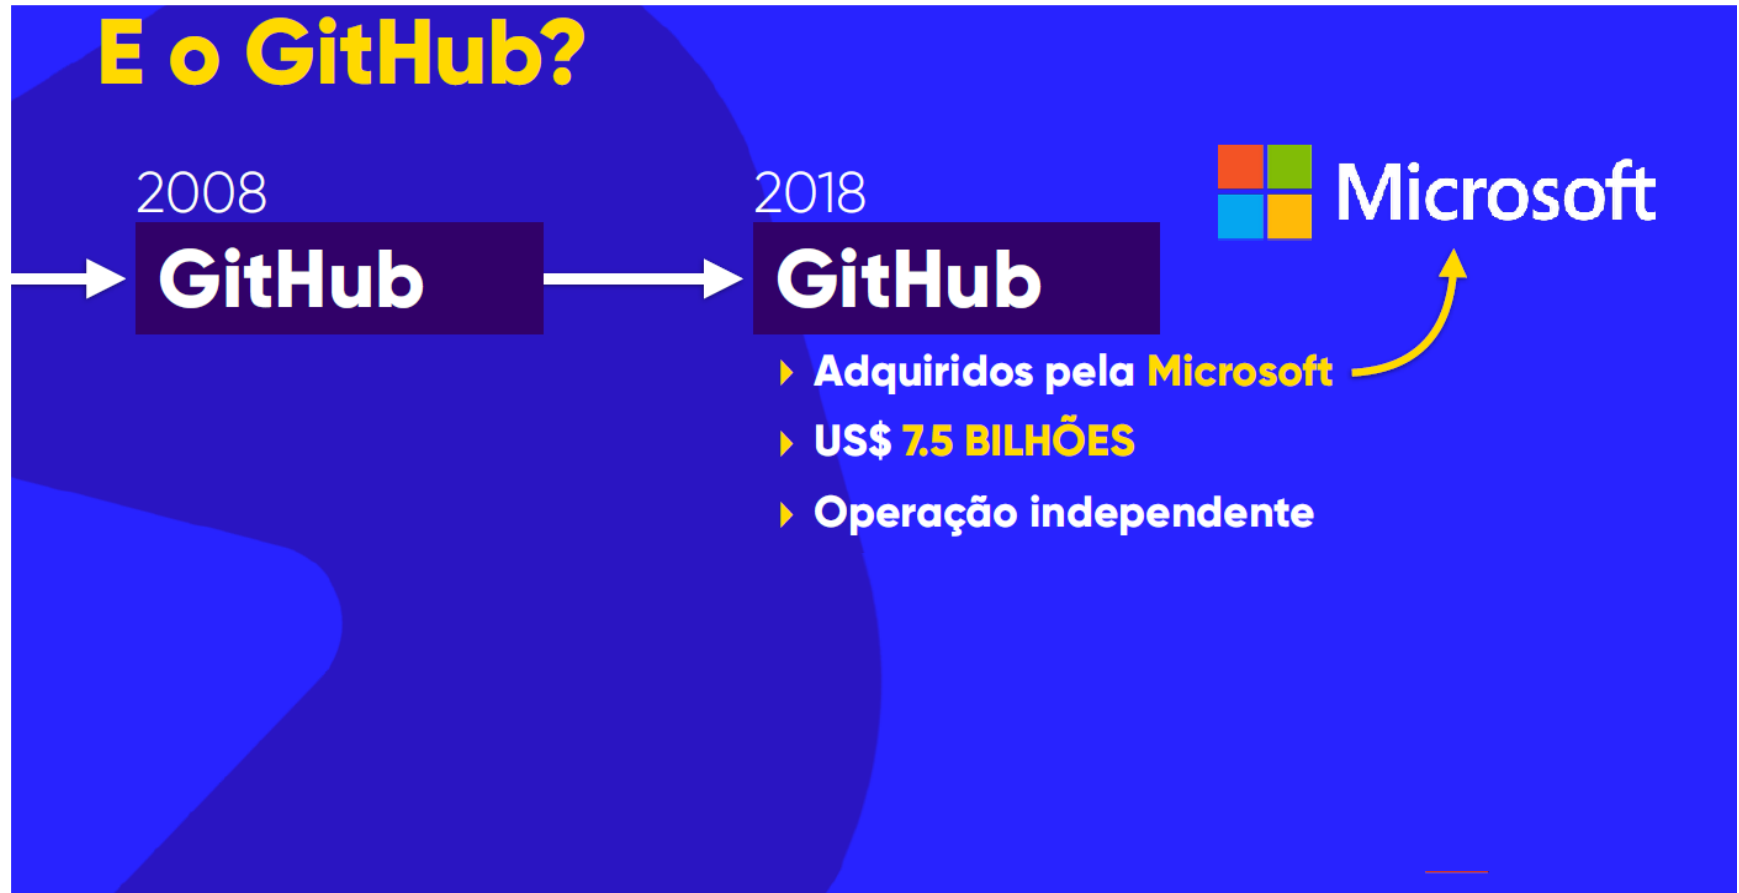 E o GitHub?
2008
GitHub
2018
GitHub
Microsoft
Adquiridos pela Microsoft
US$ 7.5 BILHÕES
Operação independente